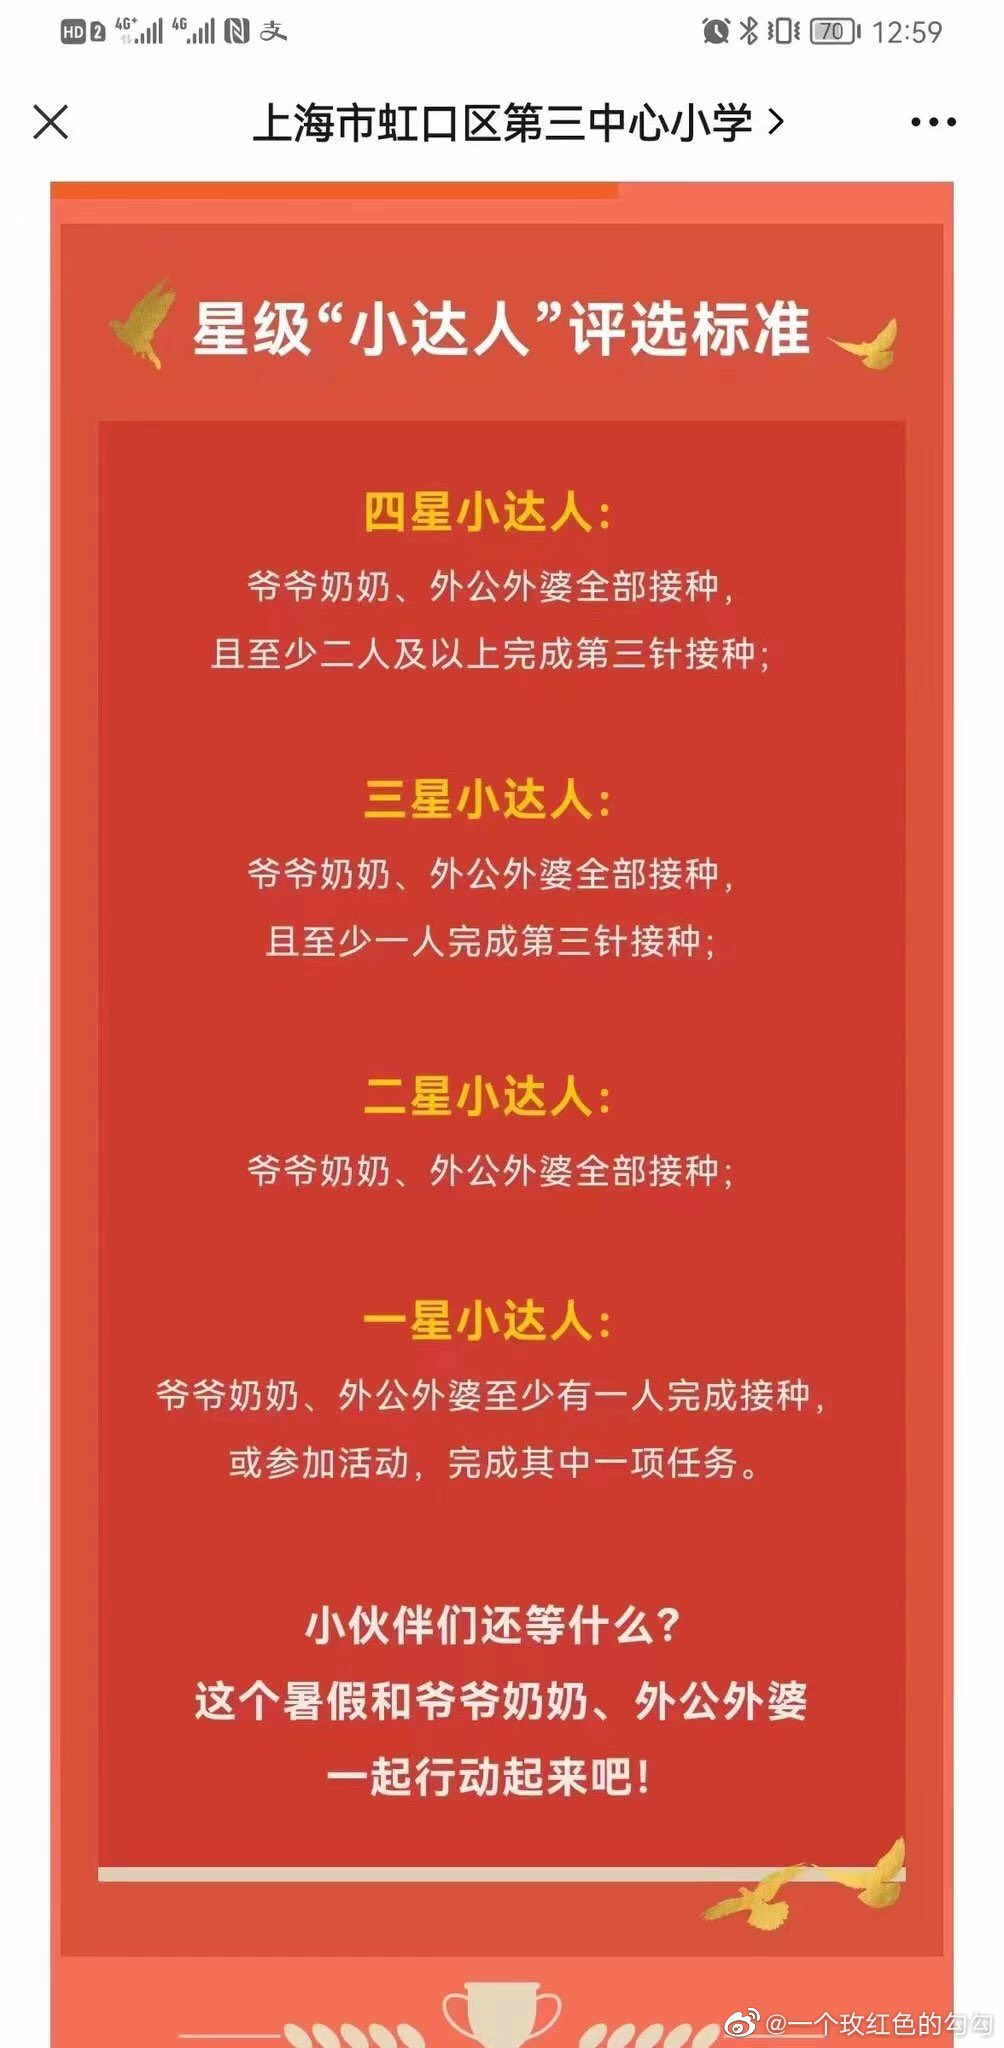 HD 2 4G+ 4G 支 70 12:59
上海市虹口区第三中心小学
星级“小达人”评选标准
四星小达人：
爷爷奶奶、外公外婆全部接种，
且至少二人及以上完成第三针接种；
三星小达人：
爷爷奶奶、外公外婆全部接种，
且至少一人完成第三针接种；
二星小达人：
爷爷奶奶、外公外婆全部接种；
一星小达人：
爷爷奶奶、外公外婆至少有一人完成接种，
或参加活动，完成其中一项任务。
小伙伴们还等什么？
这个暑假和爷爷奶奶、外公外婆
一起行动起来吧！
@一个玫红色的勾勾